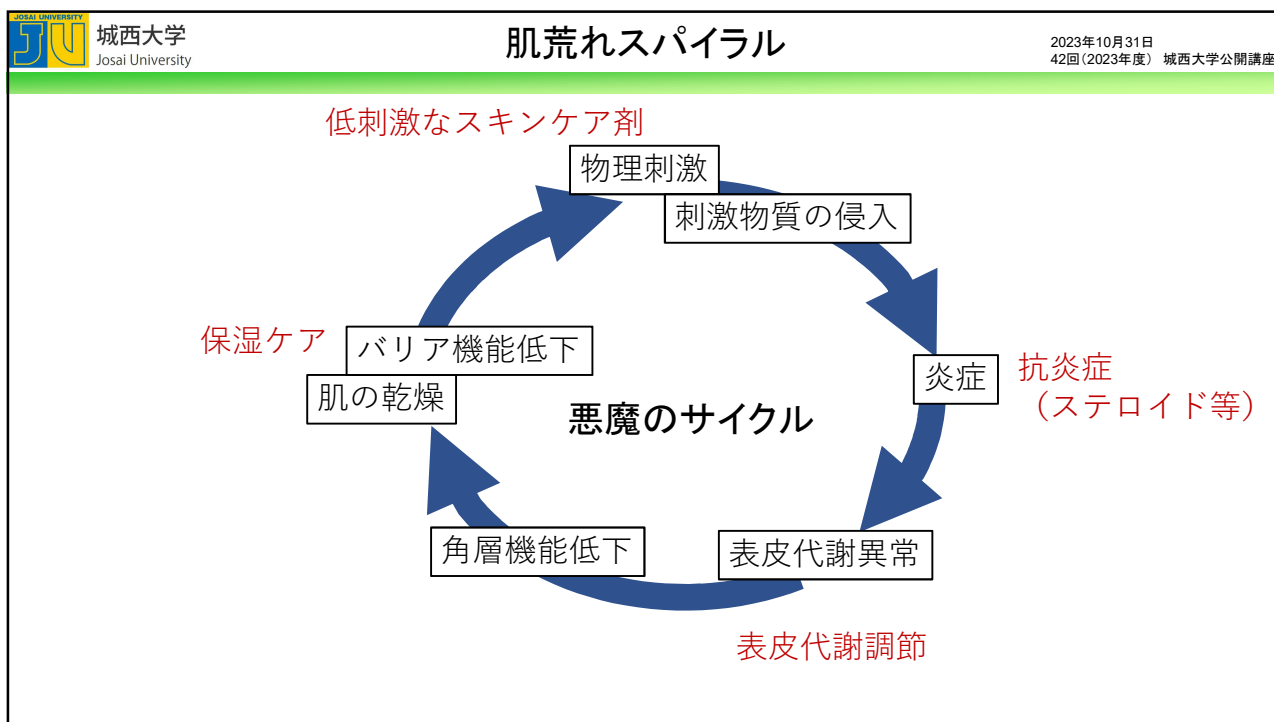 JOSAI UNIVERSITY
JU
城西大学
Josai University
肌荒れスパイラル
2023年10月31日
42回(2023年度) 城西大学公開講座
低刺激なスキンケア剤
物理刺激
刺激物質の侵入
保湿ケア
バリア機能低下
肌の乾燥
炎症
抗炎症
(ステロイド等)
悪魔のサイクル
角層機能低下
表皮代謝異常
表皮代謝調節